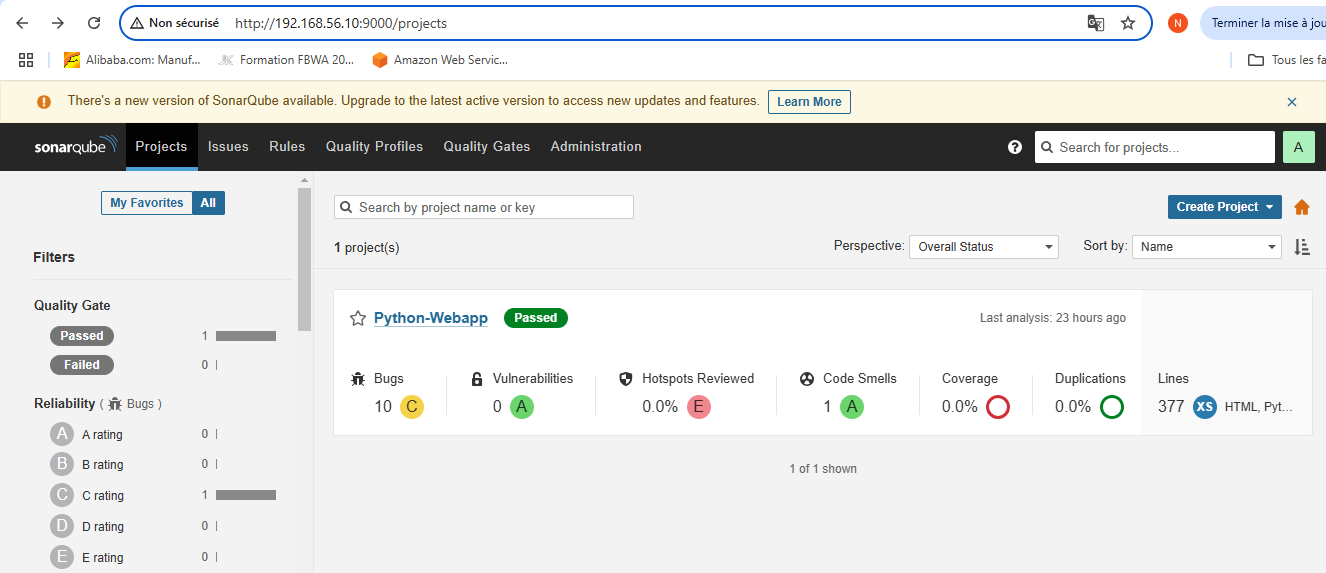 Non sécurisé http://192.168.56.10:9000/projects N Terminer la mise à jou
Alibaba.com: Manuf... Formation FBWA 20... Amazon Web Servic... Tous les fa
There's a new version of SonarQube available. Upgrade to the latest active version to access new updates and features. Learn More
sonarqube Projects Issues Rules Quality Profiles Quality Gates Administration ? Search for projects... A
My Favorites All
Search by project name or key
Create Project
1 project(s)
Perspective: Overall Status Sort by: Name
Filters
Quality Gate
Passed 1
Failed 0
Reliability ( Bugs )
A A rating 0
B B rating 0
C C rating 1
D D rating 0
E E rating 0
Python-Webapp Passed Last analysis: 23 hours ago
Bugs Vulnerabilities Hotspots Reviewed Code Smells Coverage Duplications Lines
10 C 0 A 0.0% E 1 A 0.0% 0.0% 377 XS HTML, Pyt...
1 of 1 shown